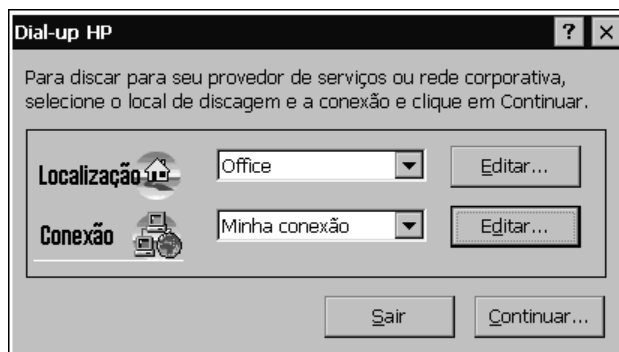 Dial-up HP
Para discar para seu provedor de serviços ou rede corporativa,
selecione o local de discagem e a conexão e clique em Continuar.
Localização Office Editar...
Conexão Minha conexão Editar...
Sair Continuar...